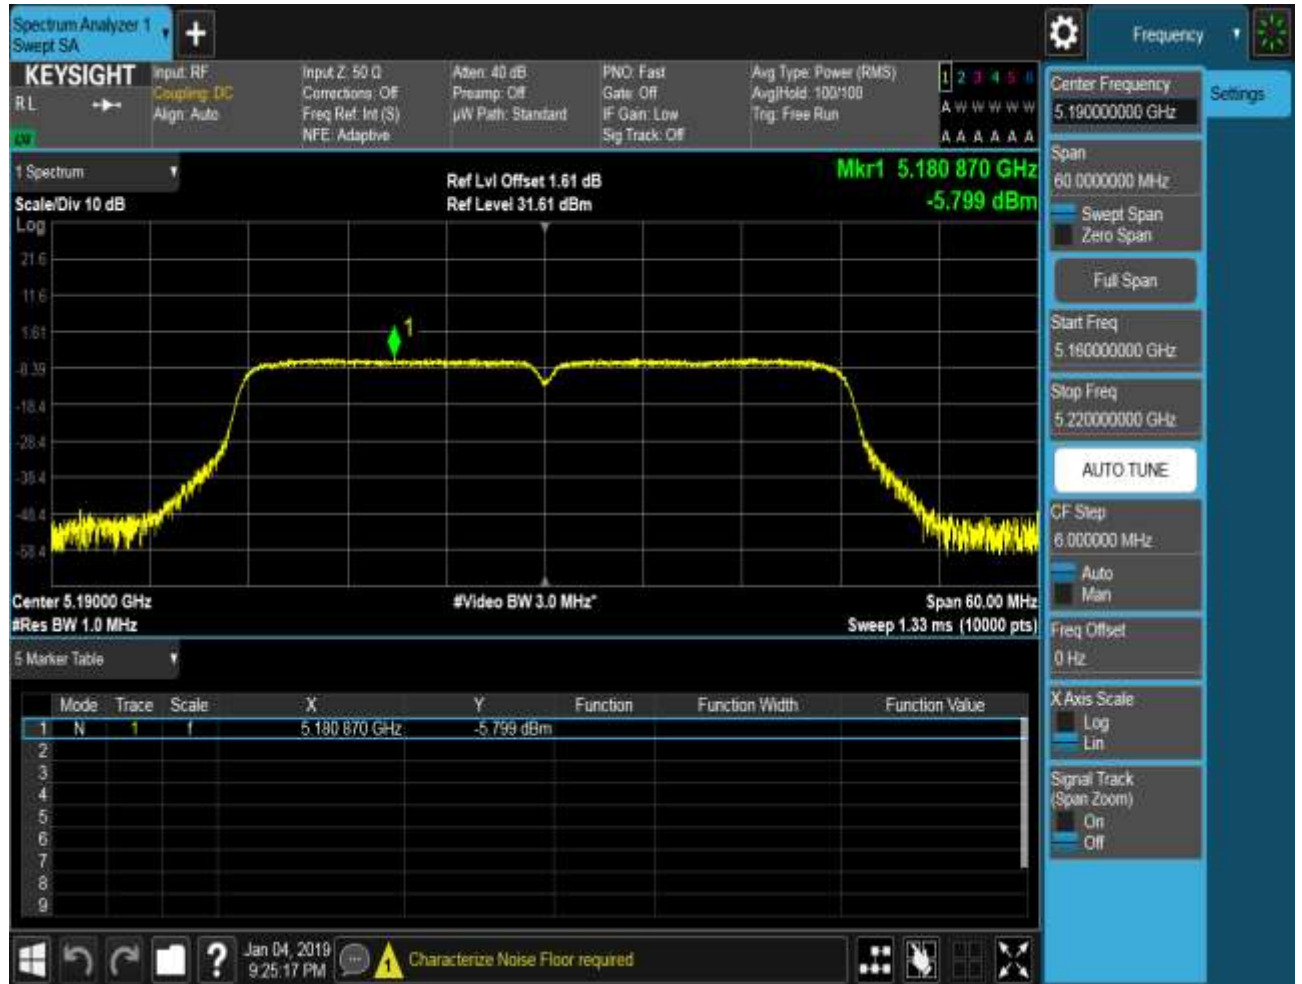 Spectrum Analyzer 1
Swept SA
Frequency
KEYSIGHT
R L
Input: RF
Coupling: DC
Align: Auto
Input Z: 50 Ω
Corrections: Off
Freq Ref: Int (S)
NFE: Adaptive
Atten: 40 dB
Preamp: Off
µW Path: Standard
PNO: Fast
Gate: Off
IF Gain: Low
Sig Track: Off
Avg Type: Power (RMS)
Avg|Hold: 100/100
Trig: Free Run
1 2 3 4 5 6
A W W W W W
A A A A A A
1 Spectrum
Scale/Div 10 dB
Ref Lvl Offset 1.61 dB
Ref Level 31.61 dBm
Mkr1 5.180 870 GHz
-5.799 dBm
Log
21.6
11.6
1.61
-8.39
-18.4
-28.4
-38.4
-48.4
-58.4
1
Center 5.19000 GHz
#Res BW 1.0 MHz
#Video BW 3.0 MHz*
Span 60.00 MHz
Sweep 1.33 ms (10000 pts)
5 Marker Table
Mode Trace Scale X Y Function Function Width Function Value
1 N 1 f 5.180 870 GHz -5.799 dBm
2
3
4
5
6
7
8
9
Jan 04, 2019
9:25:17 PM
Characterize Noise Floor required
Center Frequency
5.190000000 GHz
Settings
Span
60.0000000 MHz
Swept Span
Zero Span
Full Span
Start Freq
5.160000000 GHz
Stop Freq
5.220000000 GHz
AUTO TUNE
CF Step
6.000000 MHz
Auto
Man
Freq Offset
0 Hz
X Axis Scale
Log
Lin
Signal Track
(Span Zoom)
On
Off